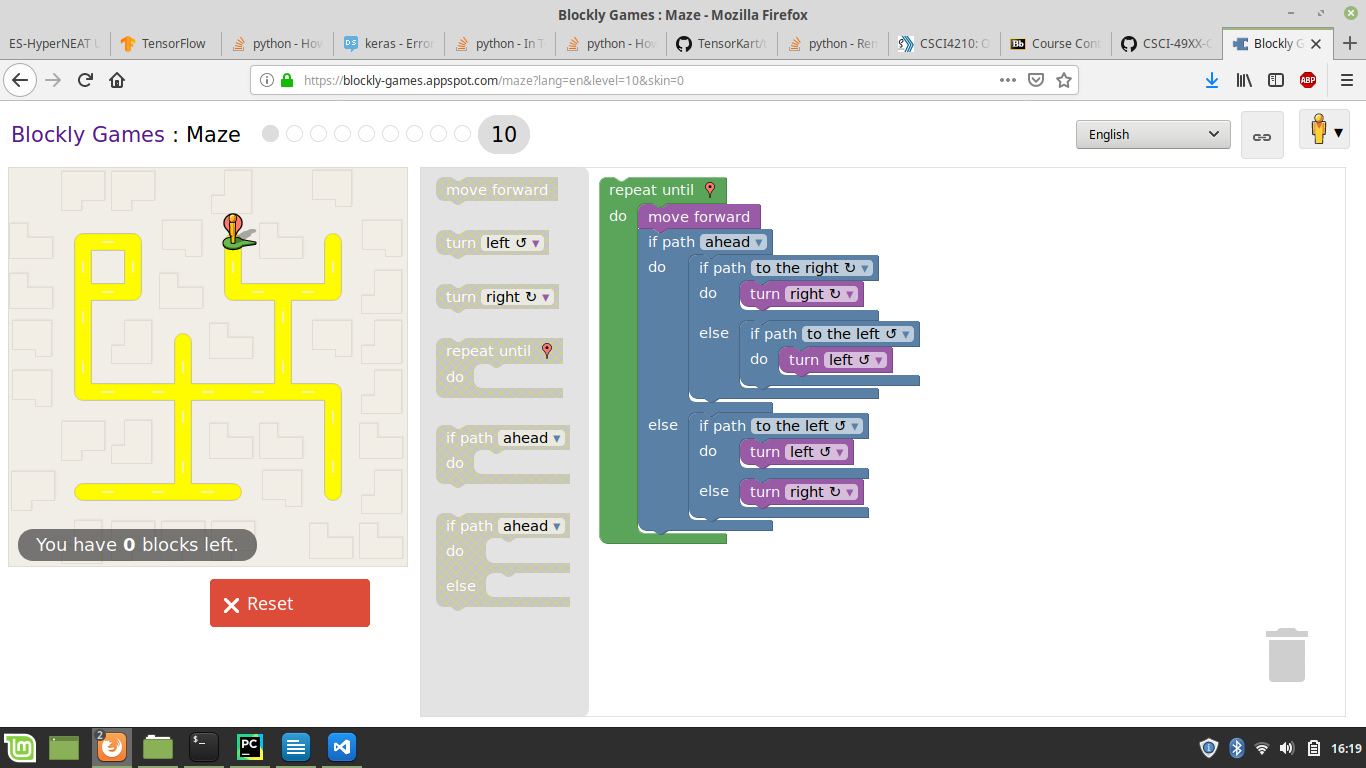 Blockly Games : Maze - Mozilla Firefox
ES-HyperNEAT
TensorFlow
python - How
keras - Error
python - In T
python - How
TensorKart/t
python - Ren
CSCI4210: O
Bb Course Cont
CSCI-49XX-C
Blockly G
https://blockly-games.appspot.com/maze?lang=en&level=10&skin=0
ABP
Blockly Games : Maze
10
English
You have 0 blocks left.
Reset
move forward
turn left ↺ ▾
turn right ↻ ▾
repeat until
do
if path ahead ▾
do
if path ahead ▾
do
else
repeat until
do move forward
if path ahead ▾
do if path to the right ↻ ▾
do turn right ↻ ▾
else if path to the left ↺ ▾
do turn left ↺ ▾
else if path to the left ↺ ▾
do turn left ↺ ▾
else turn right ↻ ▾
2
$_
PC
16:19